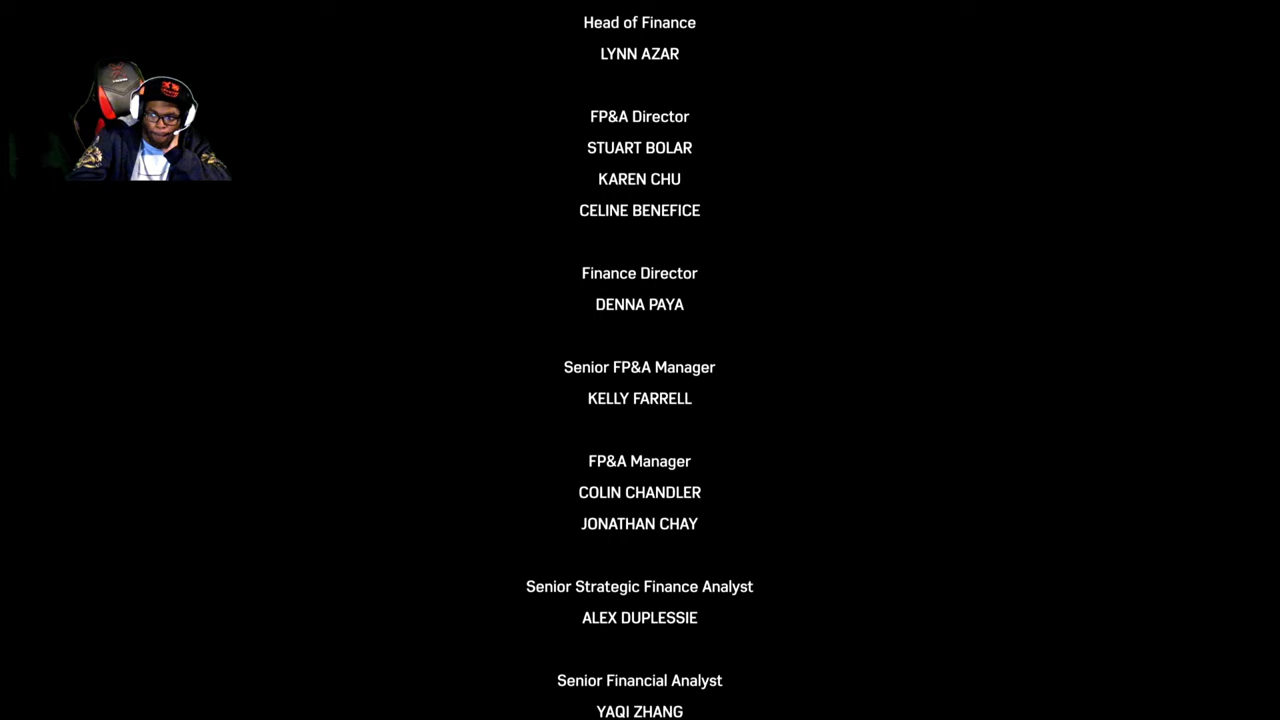 Head of Finance
LYNN AZAR
FP&A Director
STUART BOLAR
KAREN CHU
CELINE BENEFICE
Finance Director
DENNA PAYA
Senior FP&A Manager
KELLY FARRELL
FP&A Manager
COLIN CHANDLER
JONATHAN CHAY
Senior Strategic Finance Analyst
ALEX DUPLESSIE
Senior Financial Analyst
YAQI ZHANG